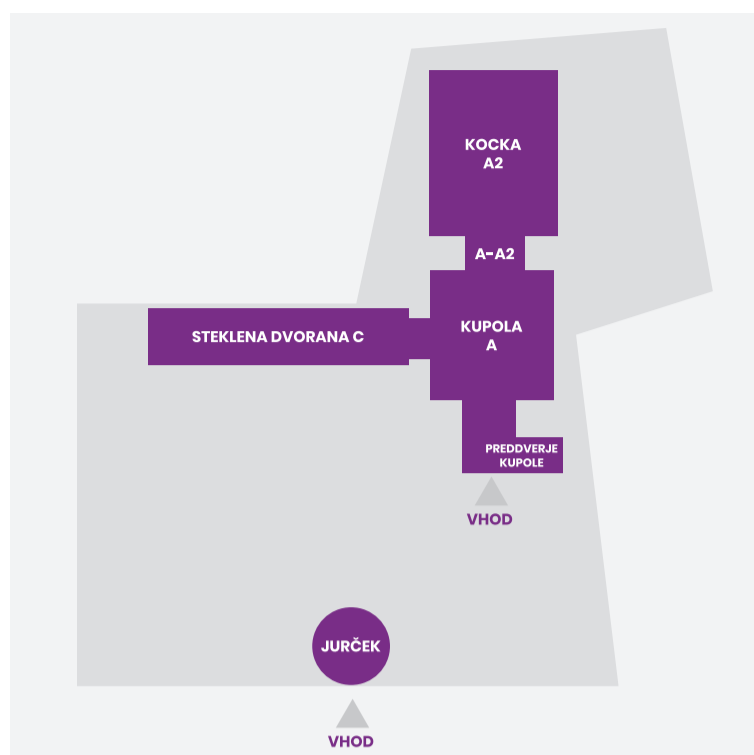 KOCKA
A2
A-A2
STEKLENA DVORANA C
KUPOLA
A
PREDDVERJE
KUPOLE
VHOD
JURČEK
VHOD